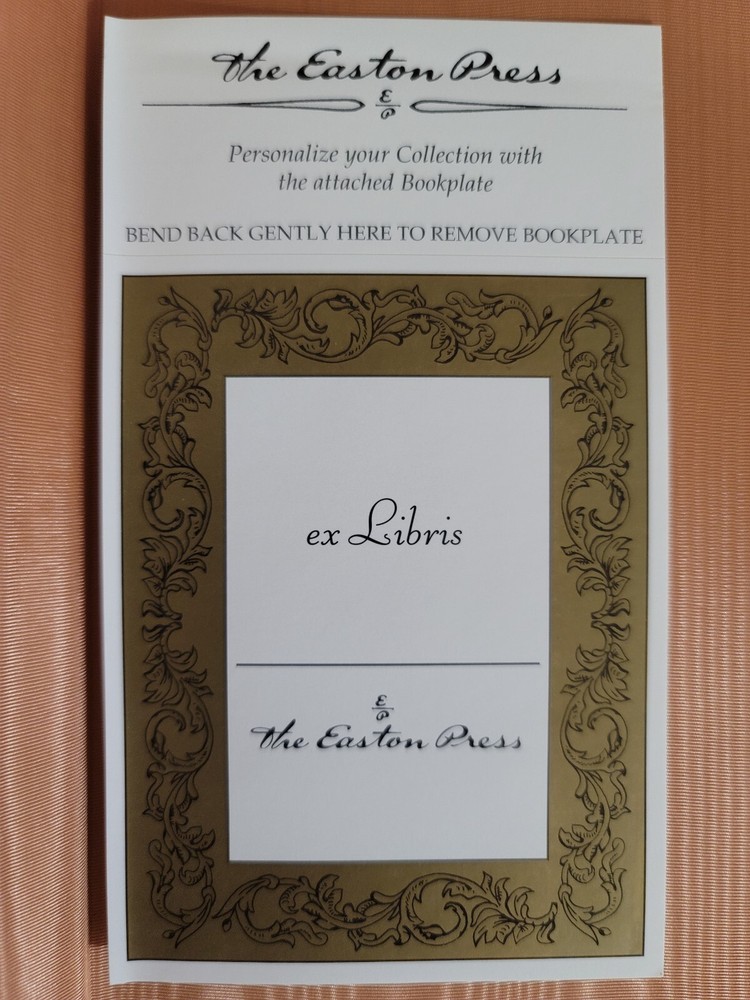 The Easton Press
E
P
Personalize your Collection with
the attached Bookplate
BEND BACK GENTLY HERE TO REMOVE BOOKPLATE
ex Libris
E
P
The Easton Press